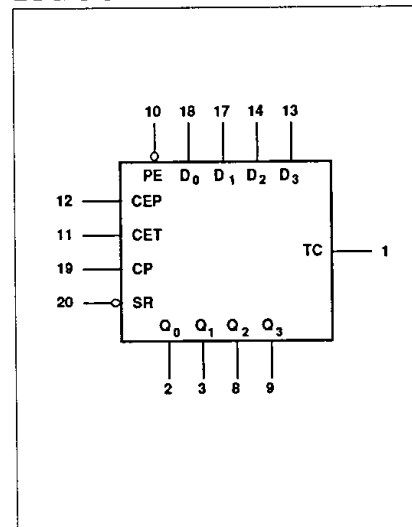 10 18 17 14 13
PE D0 D1 D2 D3
12 CEP
11 CET
TC 1
19 CP
20 SR
Q0 Q1 Q2 Q3
2 3 8 9